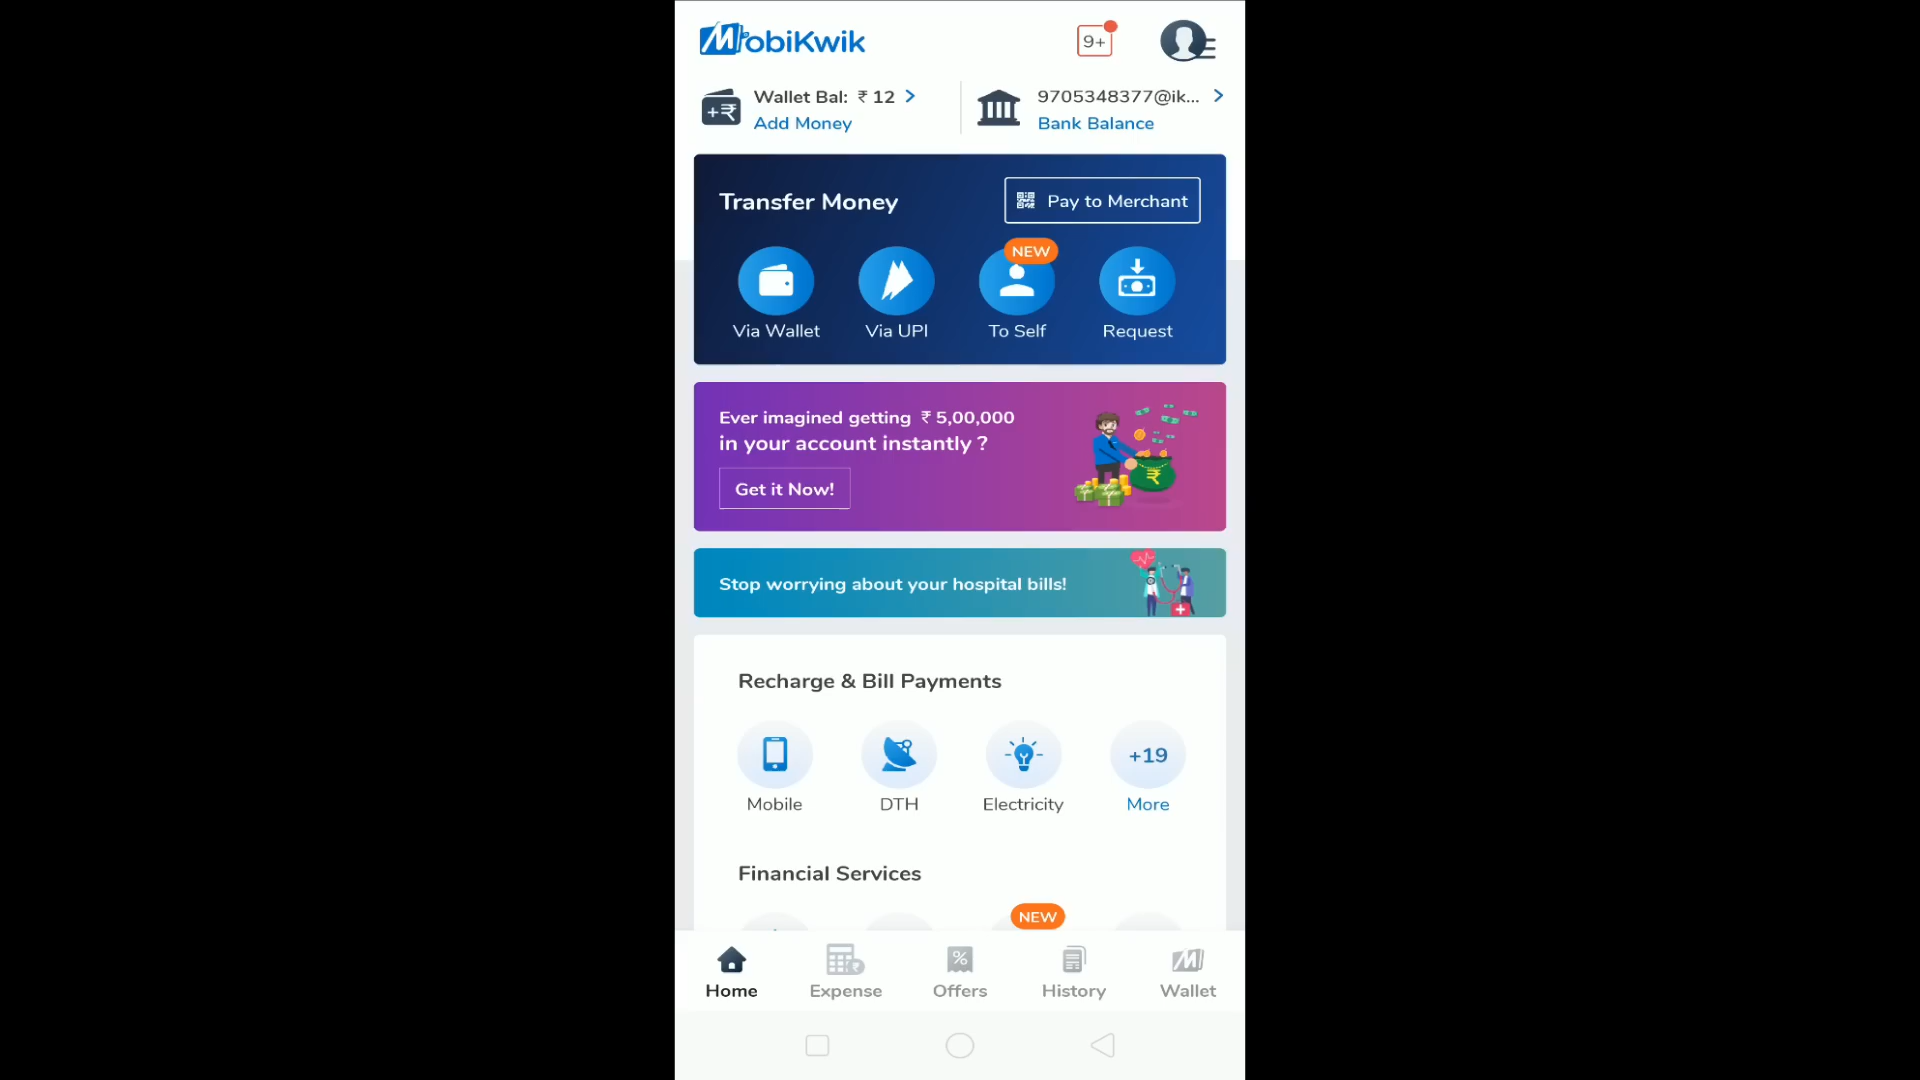 MobiKwik
9+
Wallet Bal: ₹ 12
Add Money
9705348377@ik...
Bank Balance
Transfer Money
Pay to Merchant
NEW
Via Wallet
Via UPI
To Self
Request
Ever imagined getting ₹ 5,00,000
in your account instantly ?
Get it Now!
Stop worrying about your hospital bills!
Recharge & Bill Payments
+19
Mobile
DTH
Electricity
More
Financial Services
NEW
Home
Expense
Offers
History
Wallet